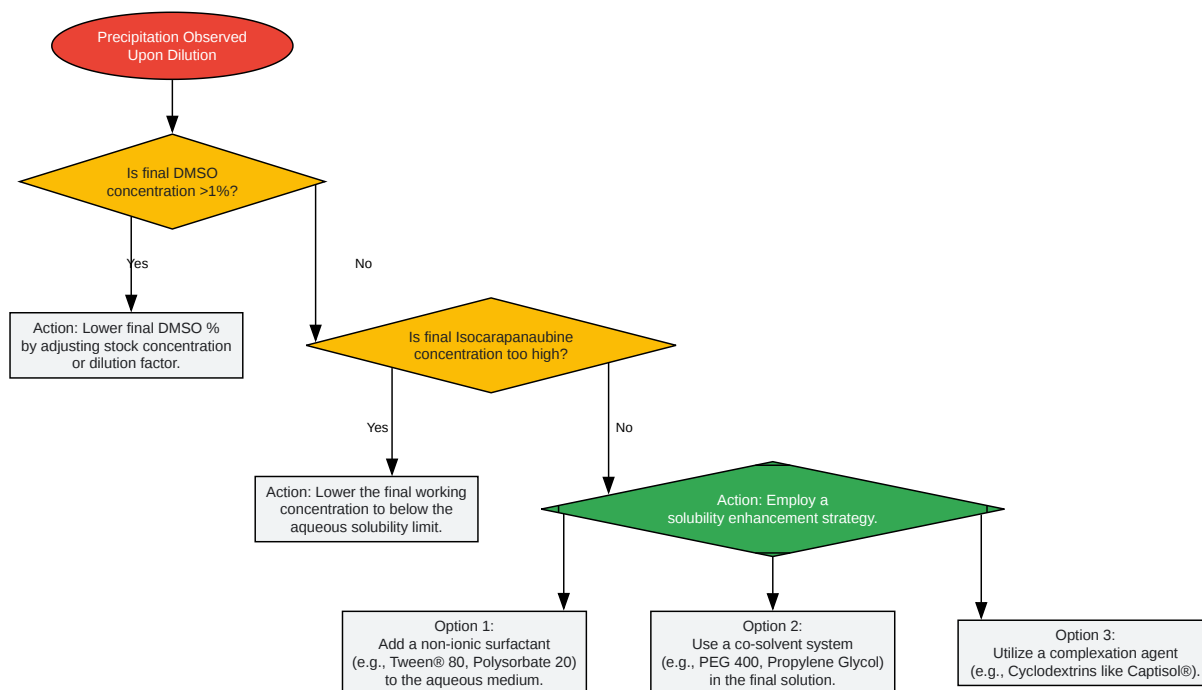 Precipitation Observed
Upon Dilution
Is final DMSO
concentration >1%?
Yes
No
Action: Lower final DMSO %
by adjusting stock concentration
or dilution factor.
Is final Isocarapanaubine
concentration too high?
Yes
No
Action: Lower the final working
concentration to below the
aqueous solubility limit.
Action: Employ a
solubility enhancement strategy.
Option 1:
Add a non-ionic surfactant
(e.g., Tween® 80, Polysorbate 20)
to the aqueous medium.
Option 2:
Use a co-solvent system
(e.g., PEG 400, Propylene Glycol)
in the final solution.
Option 3:
Utilize a complexation agent
(e.g., Cyclodextrins like Captisol®).